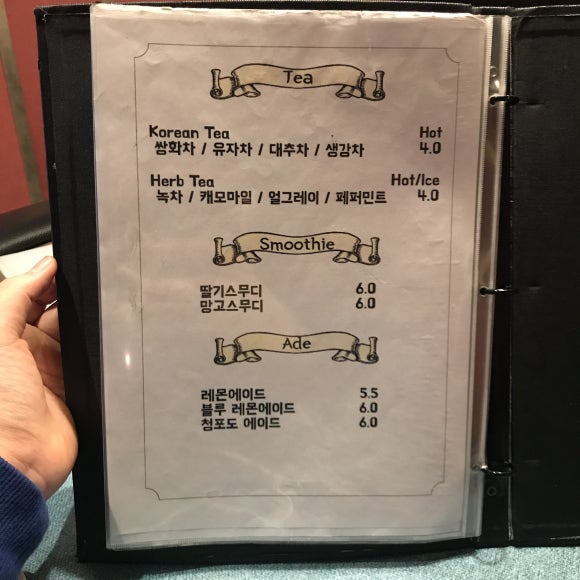 Tea
Korean Tea Hot
쌍화차 / 유자차 / 대추차 / 생강차 4.0
Herb Tea Hot/Ice
녹차 / 캐모마일 / 얼그레이 / 페퍼민트 4.0
Smoothie
딸기스무디 6.0
망고스무디 6.0
Ade
레몬에이드 5.5
블루 레몬에이드 6.0
청포도 에이드 6.0